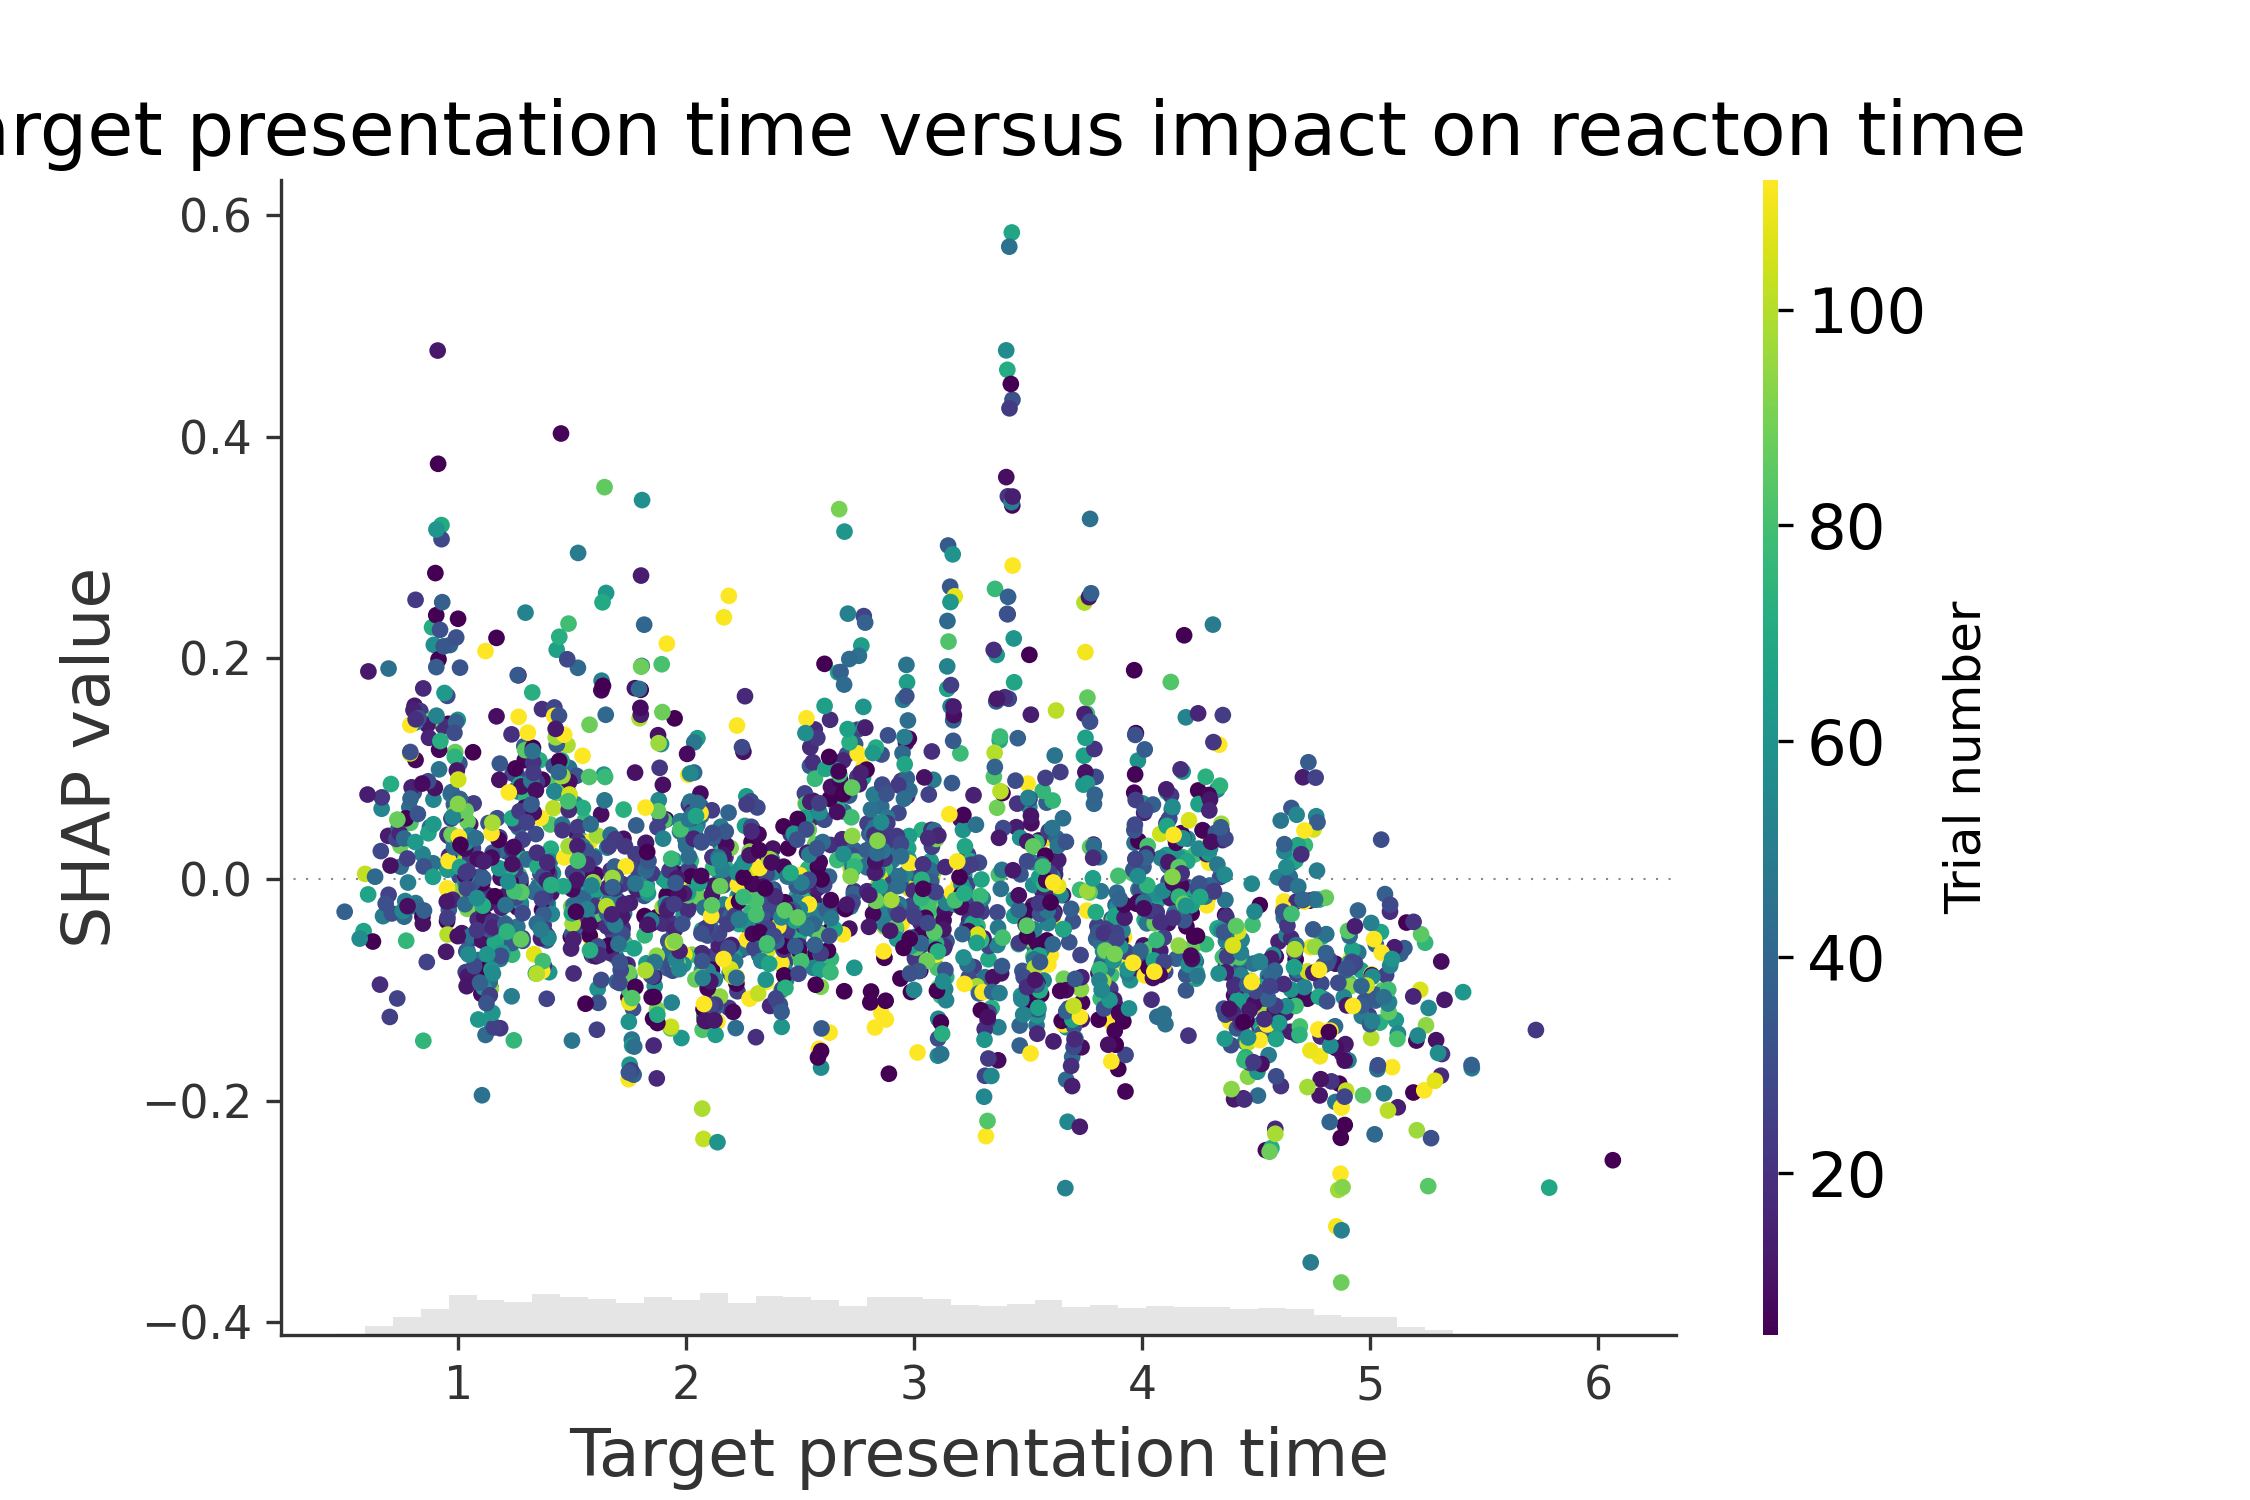 arget presentation time versus impact on reacton time
0.6
0.4
0.2
0.0
−0.2
−0.4
SHAP value
1 2 3 4 5 6
Target presentation time
100
80
60
40
20
Trial number